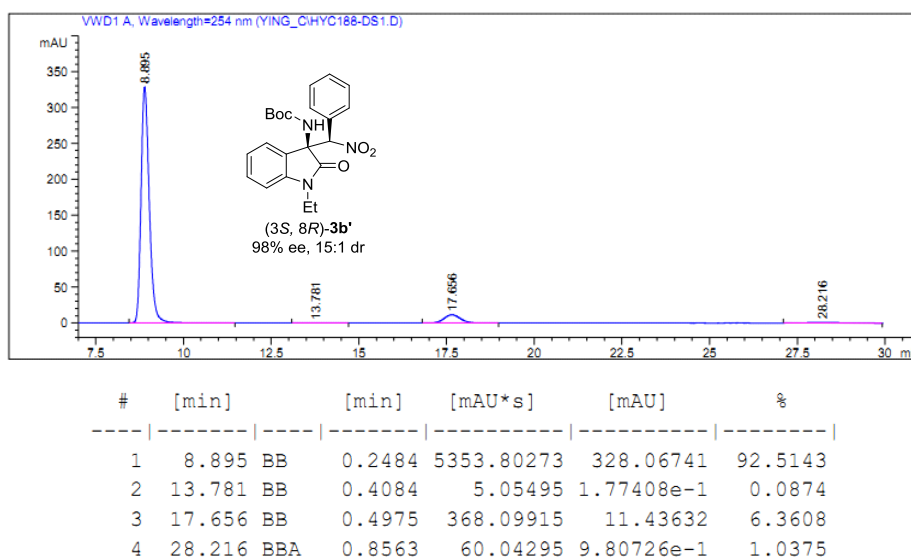 VWD1 A, Wavelength=254 nm (YING_C\HYC188-DS1.D)
mAU
350
300
250
200
150
100
50
0
8.895
13.781
17.656
28.216
BocNH
NO2
O
N
Et
(3S, 8R)-3b'
98% ee, 15:1 dr
7.5 10 12.5 15 17.5 20 22.5 25 27.5 30 m
# [min] [min] [mAU*s] [mAU] %
----|-------|----|-------|----------|----------|--------|
1 8.895 BB 0.2484 5353.80273 328.06741 92.5143
2 13.781 BB 0.4084 5.05495 1.77408e-1 0.0874
3 17.656 BB 0.4975 368.09915 11.43632 6.3608
4 28.216 BBA 0.8563 60.04295 9.80726e-1 1.0375